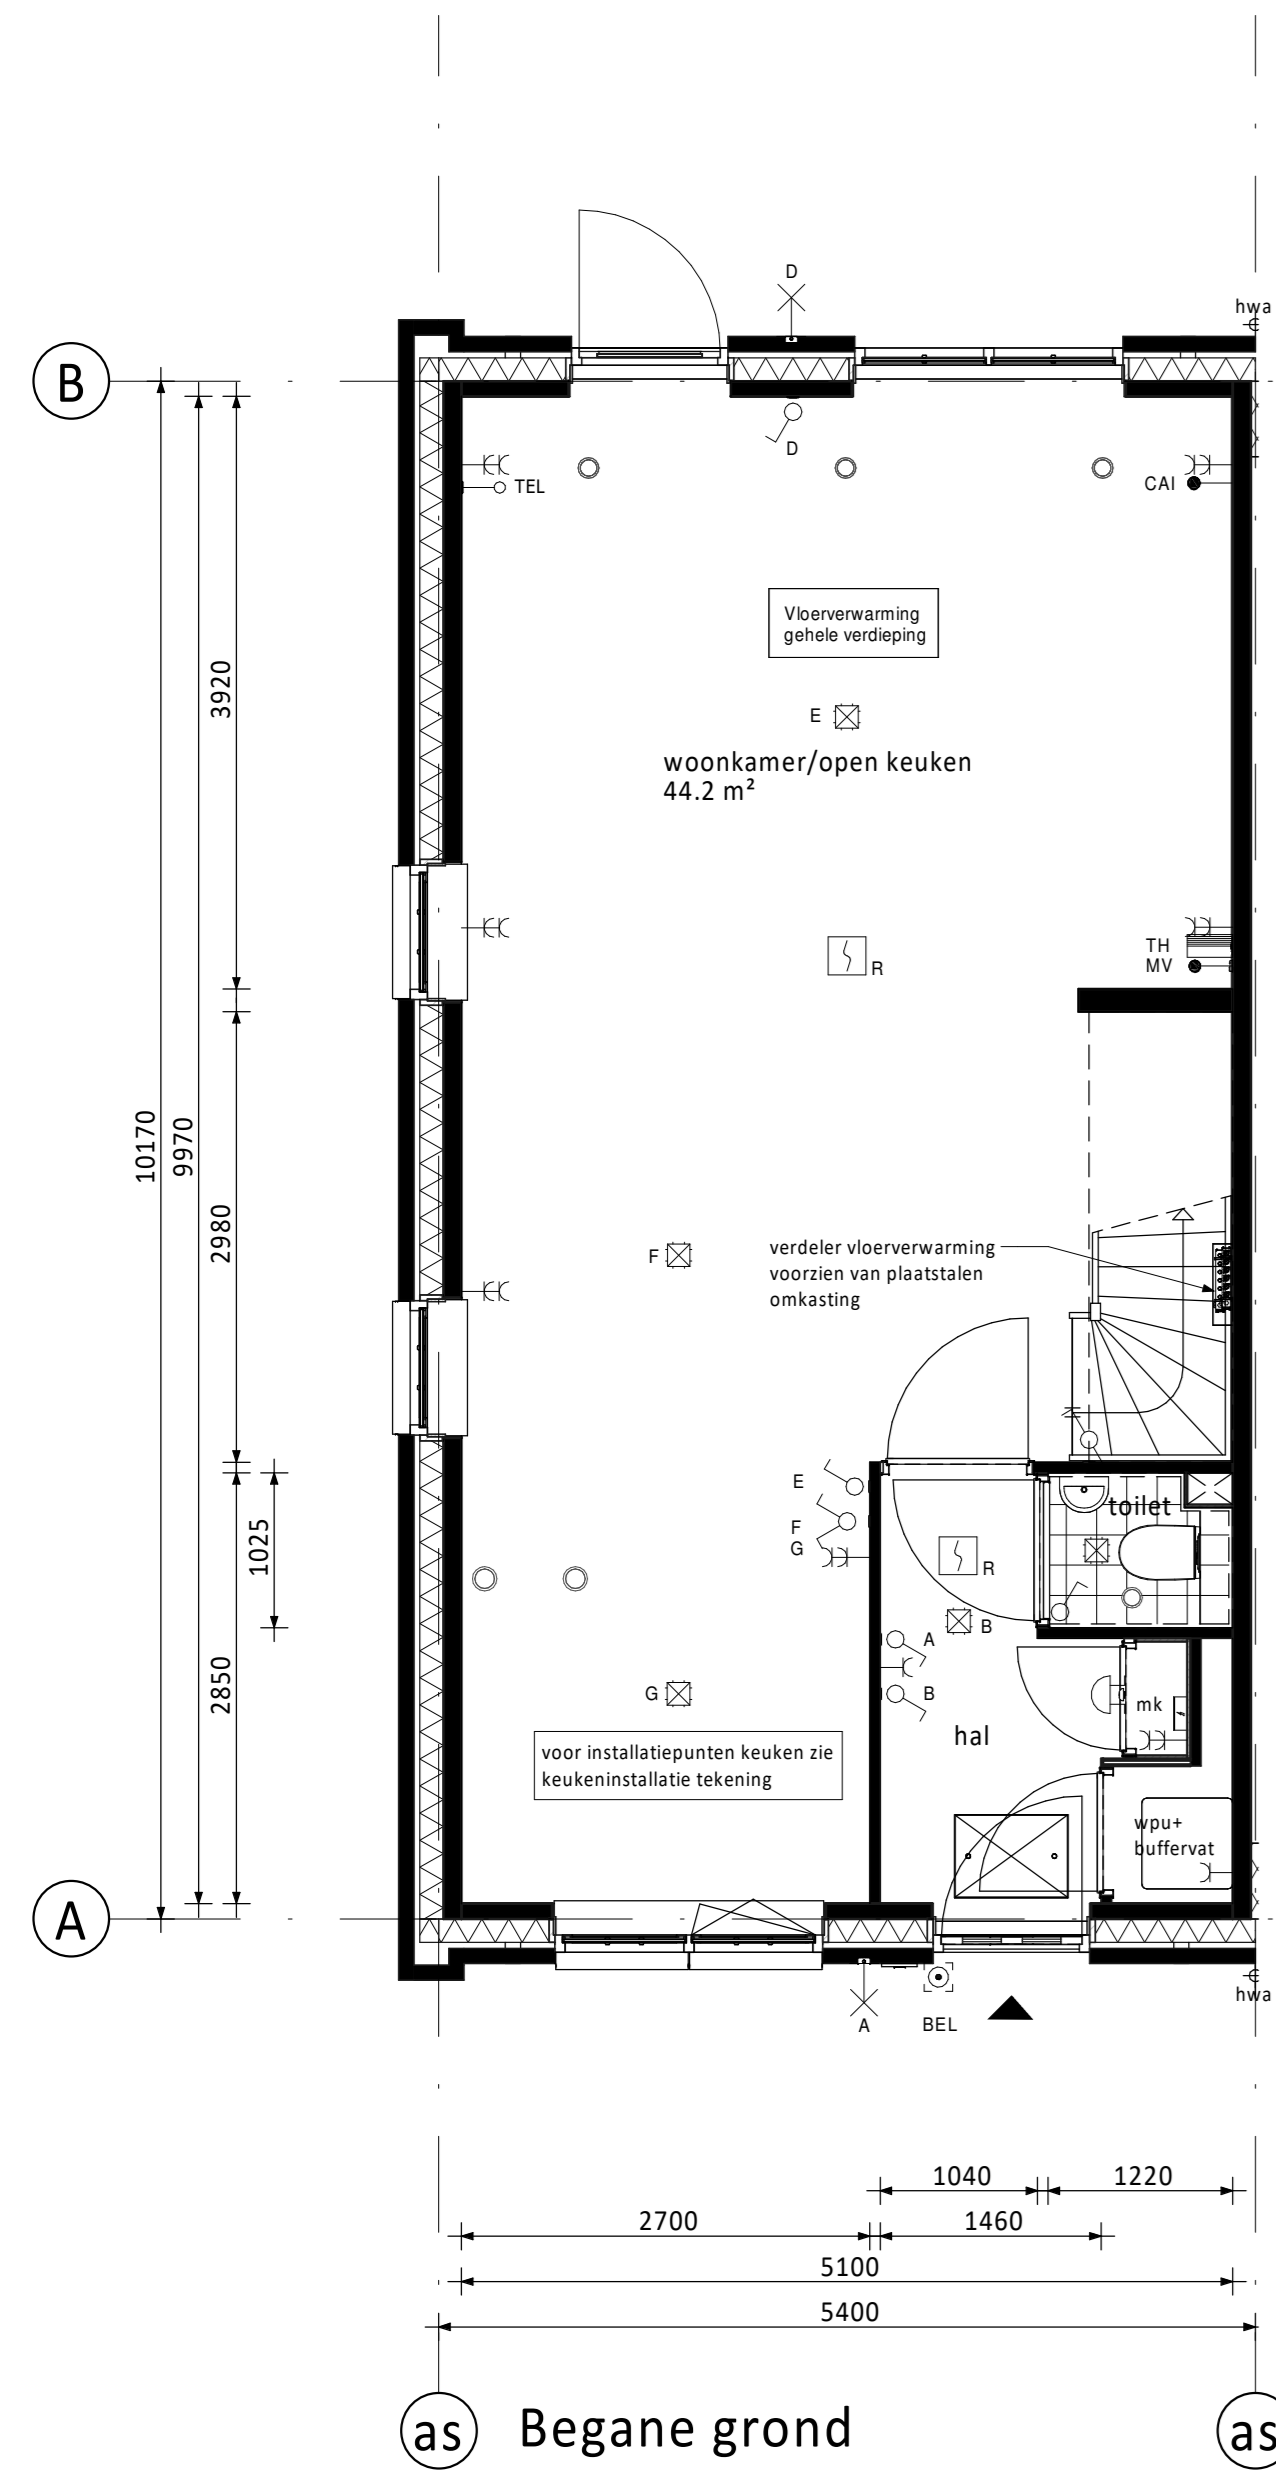 D
hwa
B
D
TEL
CAI
Vloerverwarming
gehele verdieping
3920
E
woonkamer/open keuken
44.2 m²
TH
MV
R
10170
9970
2980
F
verdeler vloerverwarming
voorzien van plaatstalen
omkasting
E
toilet
F
G
1025
R
B
A
2850
G
B
mk
hal
voor installatiepunten keuken zie
keukeninstallatie tekening
wpu+
buffervat
A
hwa
A
BEL
1040
1220
2700
1460
5100
5400
as
Begane grond
as